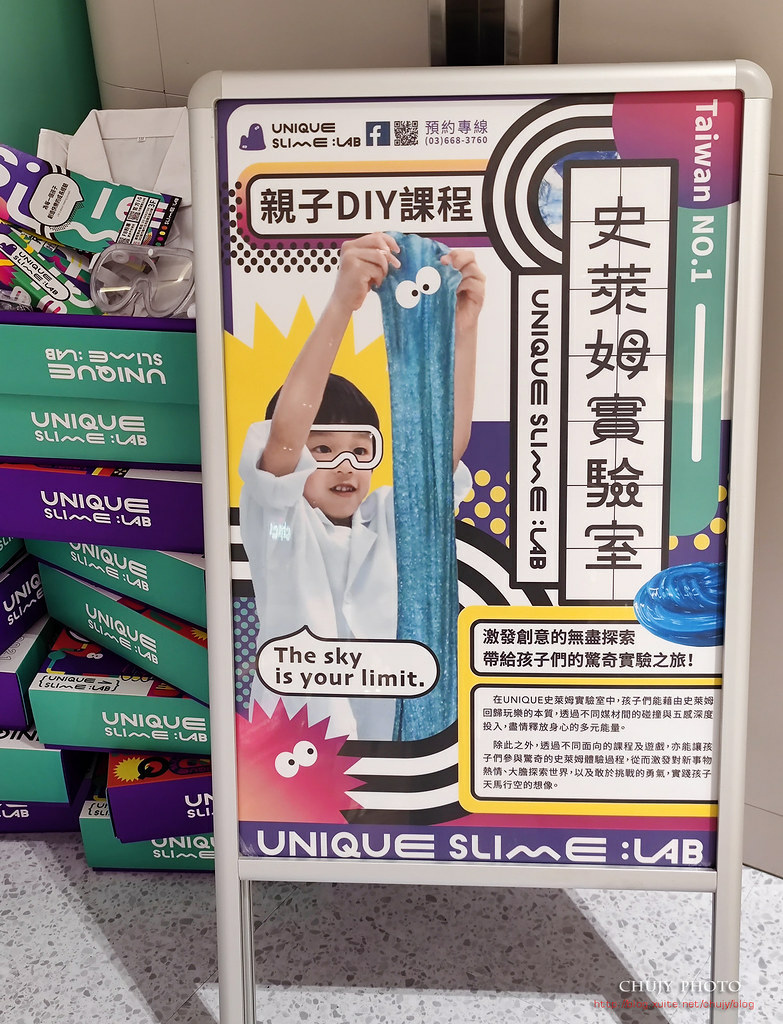 UNIQUE
SLIME :LAB
預約專線
(03)668-3760
Taiwan NO.1
親子DIY課程
史萊姆實驗室
UNIQUE SLIME :LAB
The sky
is your limit.
激發創意的無盡探索
帶給孩子們的驚奇實驗之旅!
在UNIQUE史萊姆實驗室中,孩子們能藉由史萊姆
回歸玩樂的本質,透過不同媒材間的碰撞與五感深度
投入,盡情釋放身心的多元能量。
除此之外,透過不同面向的課程及遊戲,亦能讓孩
子們參與驚奇的史萊姆體驗過程,從而激發對新事物
熱情、大膽探索世界,以及敢於挑戰的勇氣,實踐孩子
天馬行空的想像。
UNIQUE SLIME :LAB
UNIQUE
SLIME :LAB
UNIQUE
SLIME :LAB
UNIQUE
SLIME :LAB
UNIQUE
SLIME :LAB
UNIQUE
SLIME :LAB
UNIQUE
SLIME :LAB
{UNIQUE
SLIME :LAB}
UNIQUE
SLIME :LAB
CHUJY PHOTO